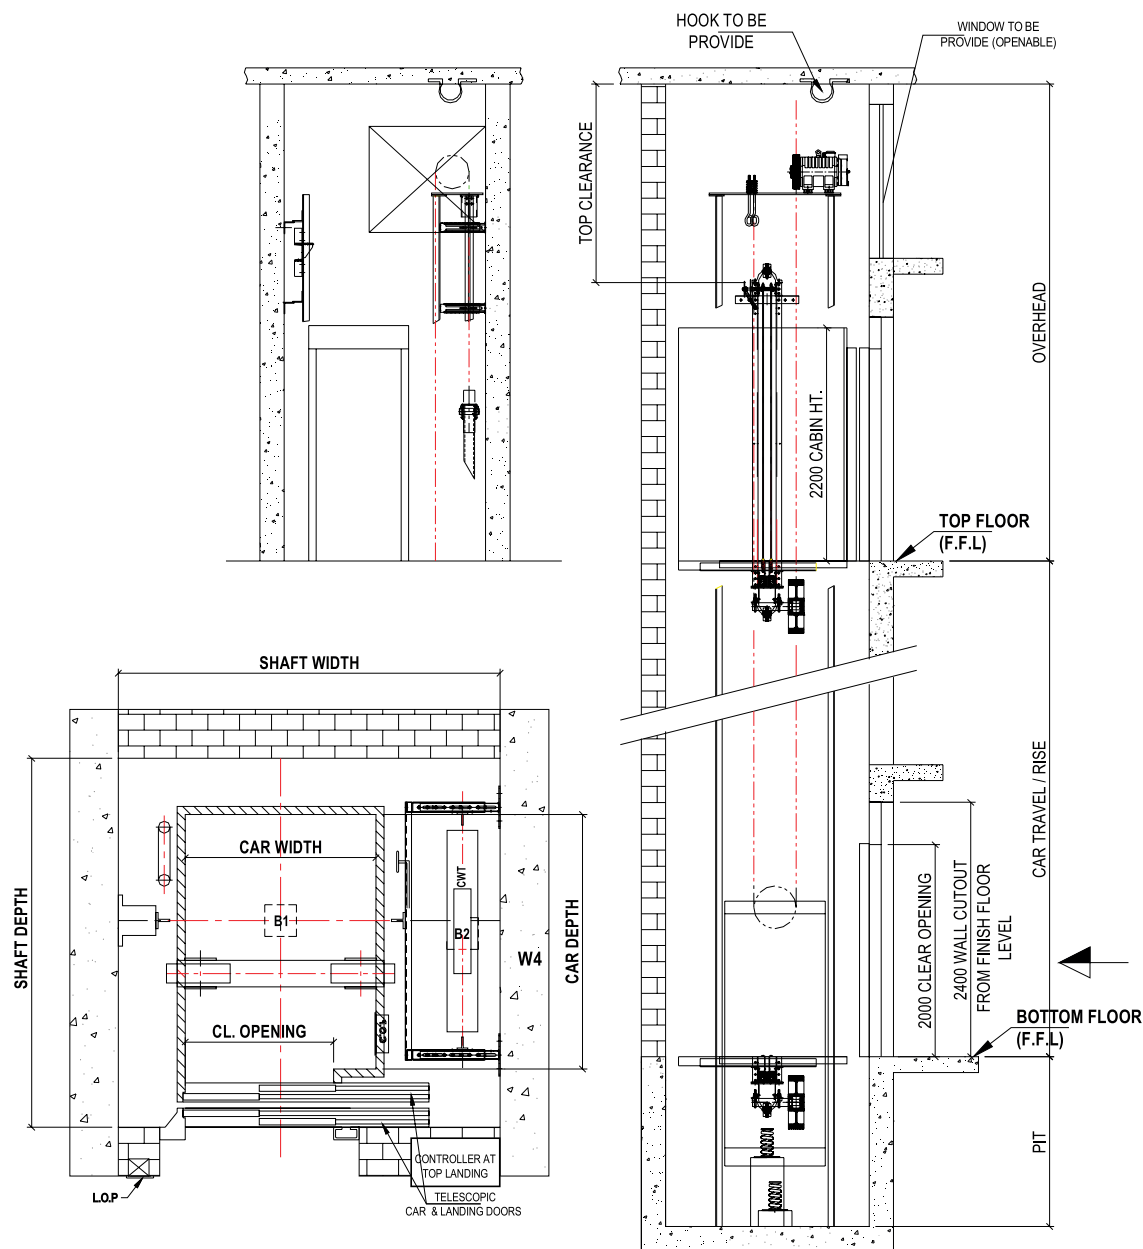 HOOK TO BE
PROVIDE
WINDOW TO BE
PROVIDE (OPENABLE)
TOP CLEARANCE
OVERHEAD
2200 CABIN HT.
TOP FLOOR
(F.F.L)
SHAFT WIDTH
CAR WIDTH
SHAFT DEPTH
B1
CWT
B2
CAR DEPTH
W4
CL. OPENING
C.O.P
CONTROLLER AT
TOP LANDING
L.O.P
TELESCOPIC
CAR & LANDING DOORS
CAR TRAVEL / RISE
2000 CLEAR OPENING
2400 WALL CUTOUT
FROM FINISH FLOOR
LEVEL
BOTTOM FLOOR
(F.F.L)
PIT